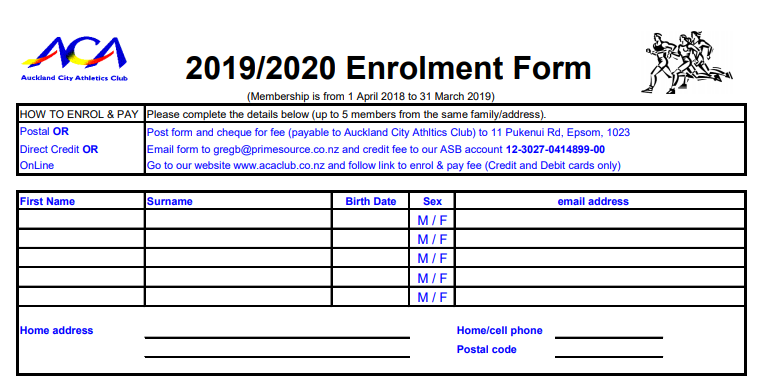 ACA
Auckland City Athletics Club
2019/2020 Enrolment Form
(Membership is from 1 April 2018 to 31 March 2019)
HOW TO ENROL & PAY Please complete the details below (up to 5 members from the same family/address).
Postal OR Post form and cheque for fee (payable to Auckland City Athltics Club) to 11 Pukenui Rd, Epsom, 1023
Direct Credit OR Email form to gregb@primesource.co.nz and credit fee to our ASB account 12-3027-0414899-00
OnLine Go to our website www.acaclub.co.nz and follow link to enrol & pay fee (Credit and Debit cards only)
First Name Surname Birth Date Sex email address
M / F
M / F
M / F
M / F
M / F
Home address Home/cell phone
Postal code